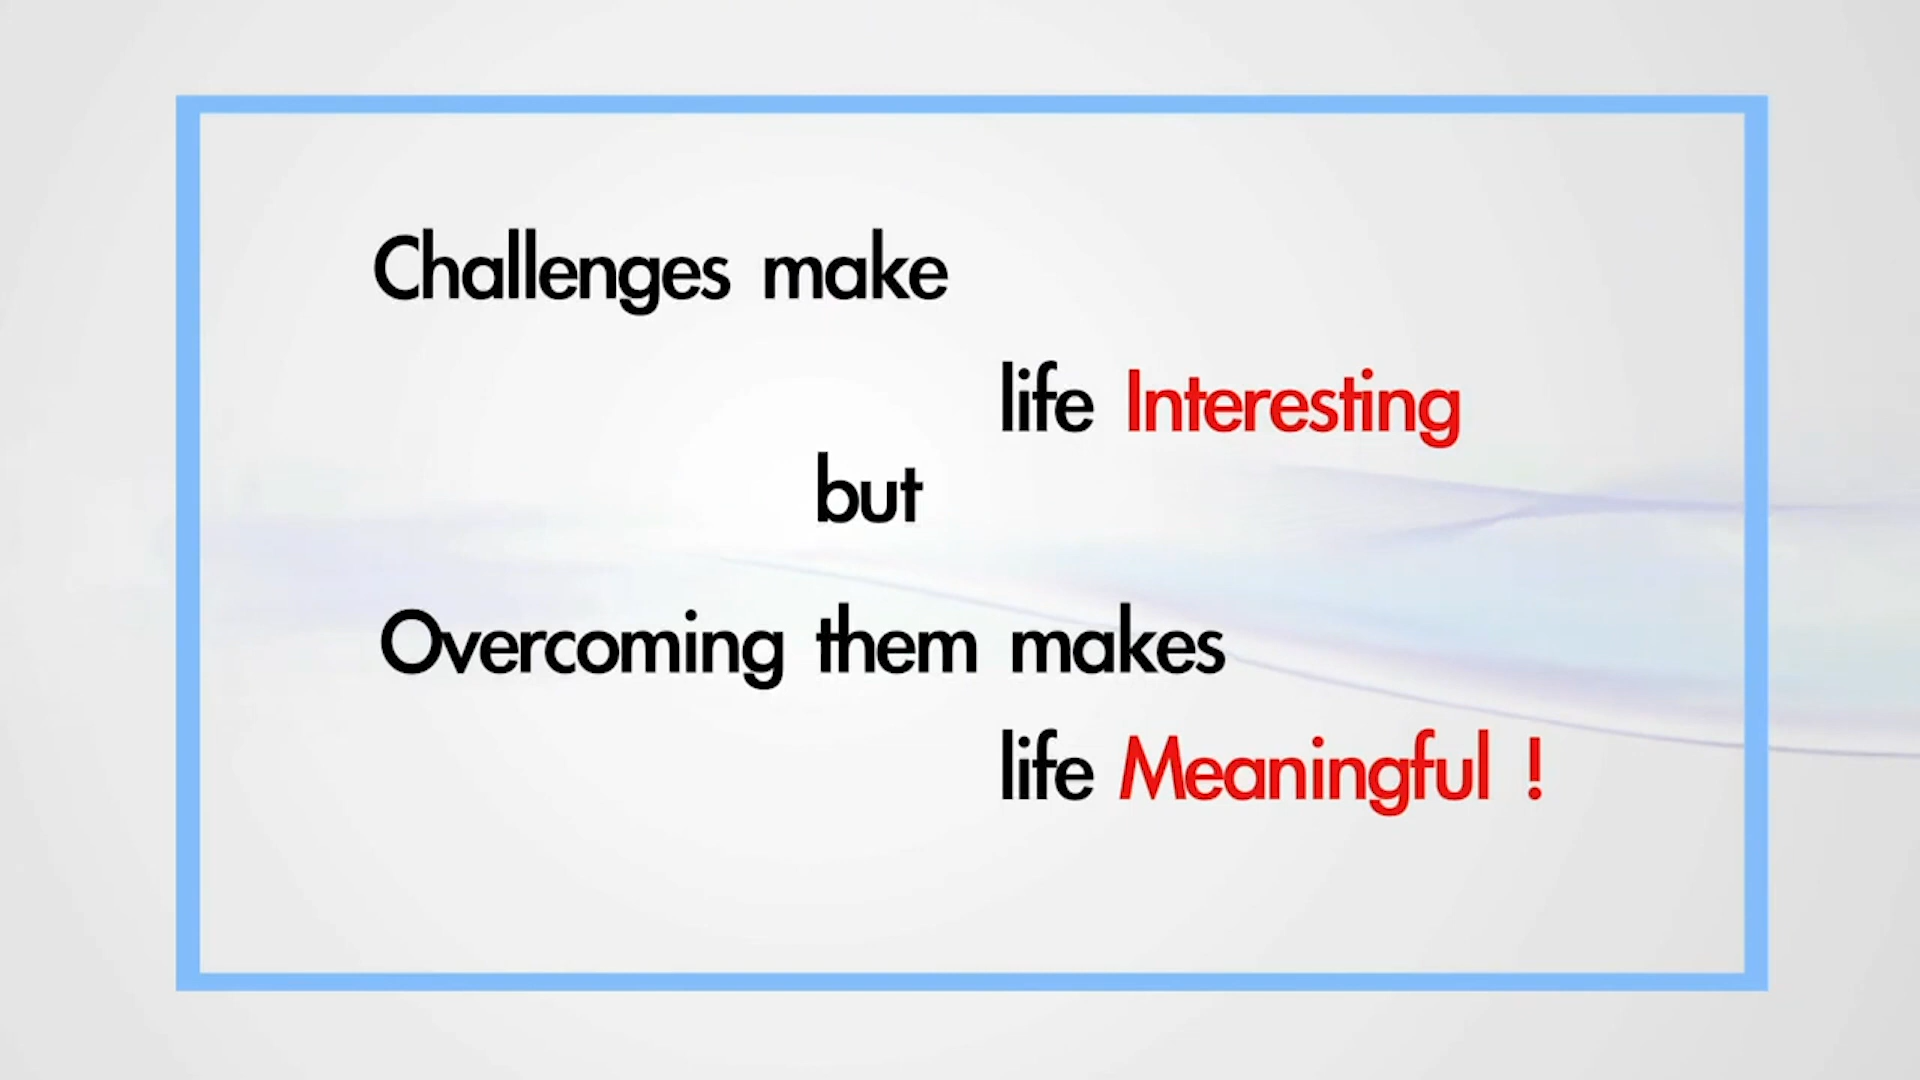 Challenges make
life Interesting
but
Overcoming them makes
life Meaningful !